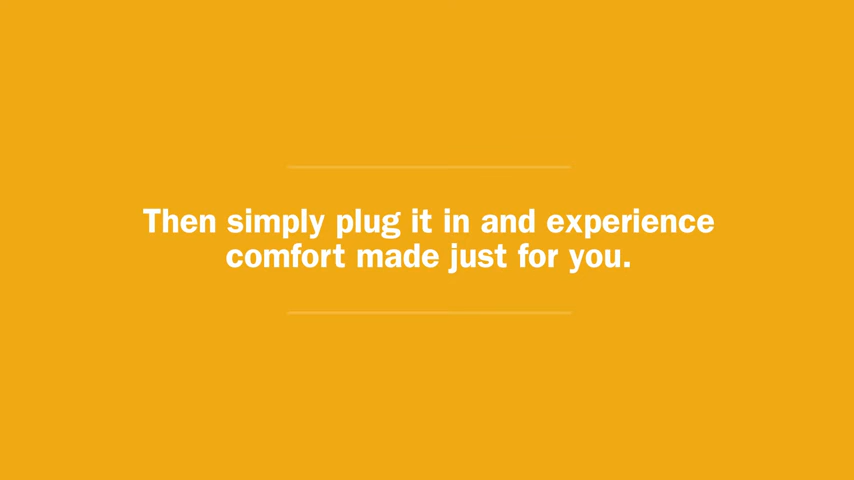 Then simply plug it in and experience
comfort made just for you.